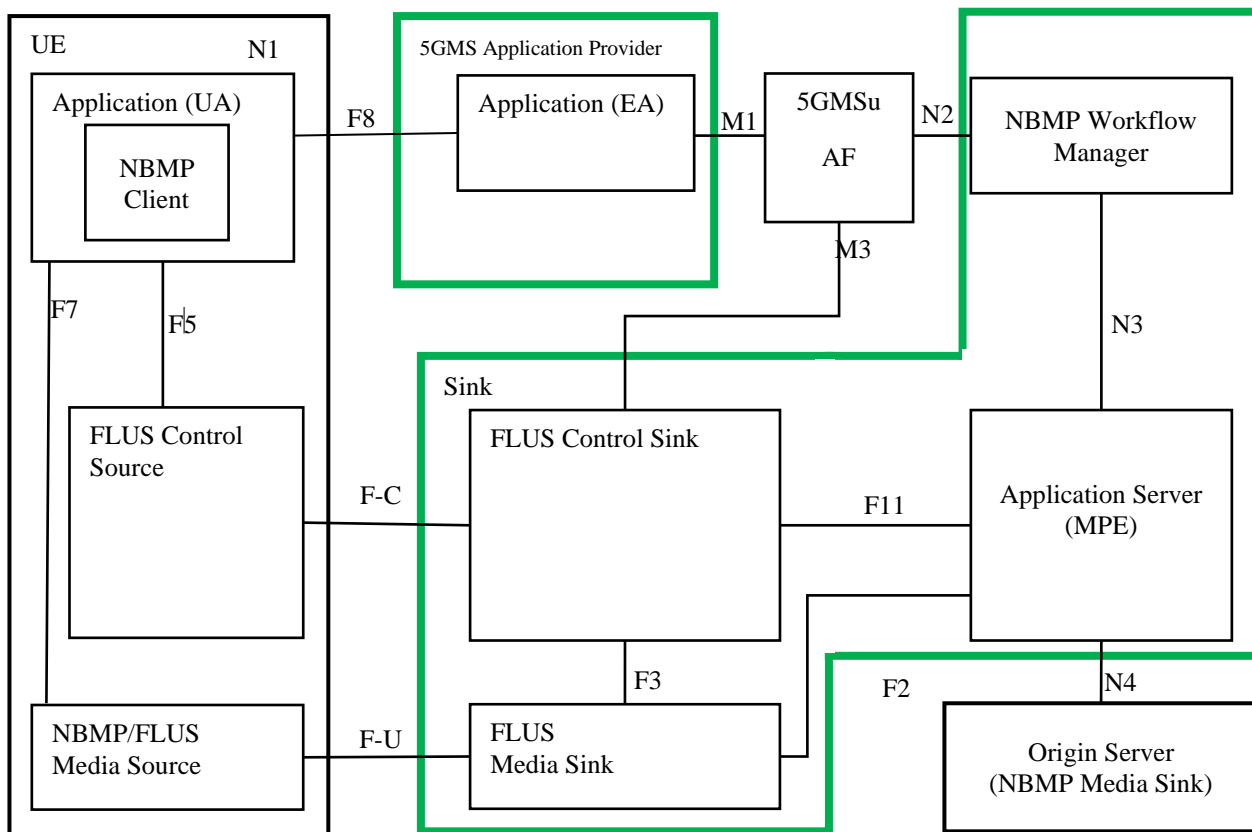 UE
N1
5GMS Application Provider
Application (UA)
NBMP
Client
F8
Application (EA)
M1
5GMSu
AF
N2
NBMP Workflow
Manager
M3
F7
F5
N3
Sink
FLUS Control
Source
FLUS Control Sink
F-C
F11
Application Server
(MPE)
F3
F2
N4
NBMP/FLUS
Media Source
F-U
FLUS
Media Sink
Origin Server
(NBMP Media Sink)